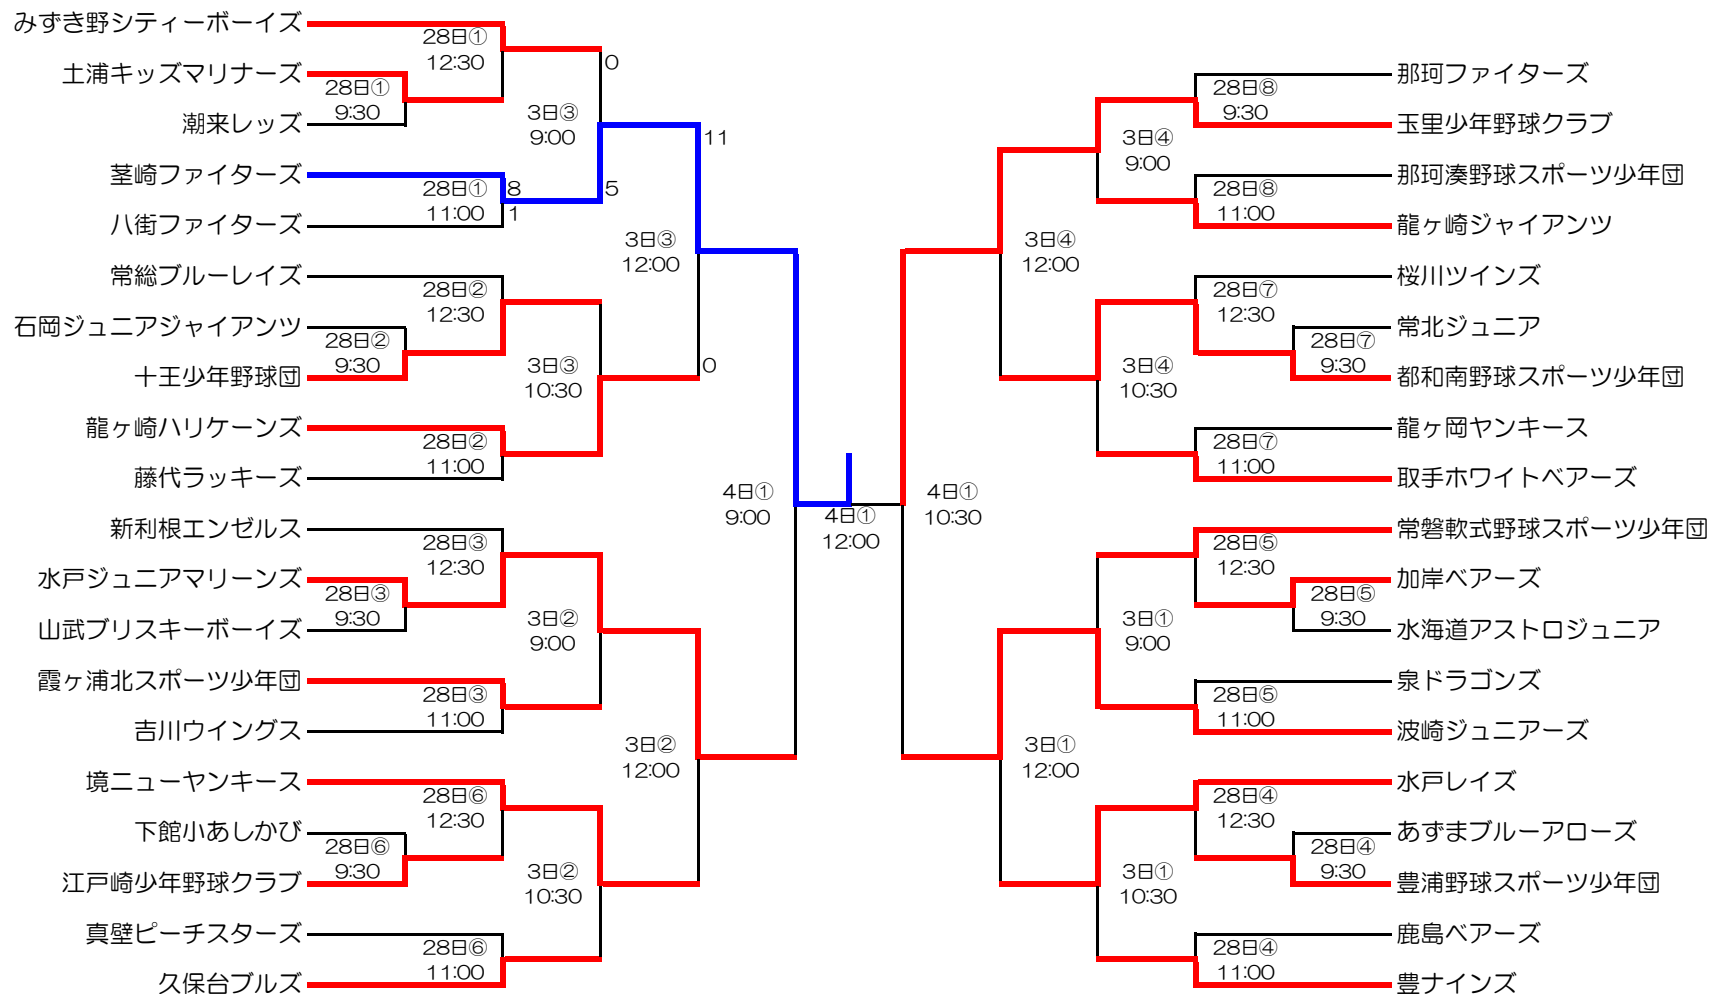 みずき野シティーボーイズ
28日①
12:30
0
土浦キッズマリナーズ
28日①
9:30
潮来レッズ
3日③
9:00
11
茎崎ファイターズ
28日①
11:00
8
1
5
八街ファイターズ
3日③
12:00
常総ブルーレイズ
28日②
12:30
石岡ジュニアジャイアンツ
28日②
9:30
十王少年野球団
3日③
10:30
0
龍ヶ崎ハリケーンズ
28日②
11:00
藤代ラッキーズ
4日①
9:00
新利根エンゼルス
28日③
12:30
水戸ジュニアマリーンズ
28日③
9:30
山武ブリスキーボーイズ
3日②
9:00
霞ヶ浦北スポーツ少年団
28日③
11:00
吉川ウイングス
3日②
12:00
境ニューヤンキース
28日⑥
12:30
下館小あしかび
28日⑥
9:30
江戸崎少年野球クラブ
3日②
10:30
真壁ピーチスターズ
28日⑥
11:00
久保台ブルズ
4日①
12:00
那珂ファイターズ
28日⑧
9:30
玉里少年野球クラブ
3日④
9:00
那珂湊野球スポーツ少年団
28日⑧
11:00
龍ヶ崎ジャイアンツ
3日④
12:00
桜川ツインズ
28日⑦
12:30
常北ジュニア
28日⑦
9:30
都和南野球スポーツ少年団
3日④
10:30
龍ヶ岡ヤンキース
28日⑦
11:00
取手ホワイトベアーズ
4日①
10:30
常磐軟式野球スポーツ少年団
28日⑤
12:30
加岸ベアーズ
28日⑤
9:30
水海道アストロジュニア
3日①
9:00
泉ドラゴンズ
28日⑤
11:00
波崎ジュニアーズ
3日①
12:00
水戸レイズ
28日④
12:30
あずまブルーアローズ
28日④
9:30
豊浦野球スポーツ少年団
3日①
10:30
鹿島ベアーズ
28日④
11:00
豊ナインズ